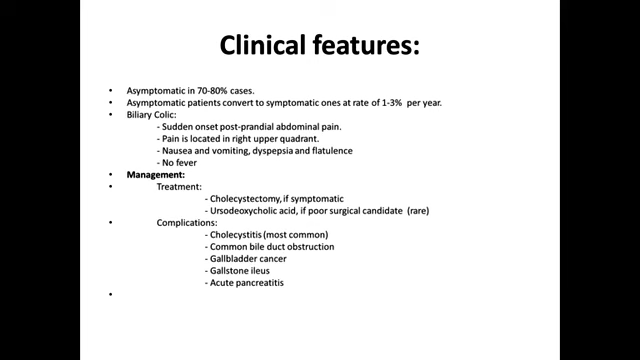 Clinical features:
• Asymptomatic in 70-80% cases.
• Asymptomatic patients convert to symptomatic ones at rate of 1-3% per year.
• Biliary Colic:
- Sudden onset post-prandial abdominal pain.
- Pain is located in right upper quadrant.
- Nausea and vomiting, dyspepsia and flatulence
- No fever
• Management:
• Treatment:
- Cholecystectomy, if symptomatic
- Ursodeoxycholic acid, if poor surgical candidate (rare)
• Complications:
- Cholecystitis (most common)
- Common bile duct obstruction
- Gallbladder cancer
- Gallstone ileus
- Acute pancreatitis
•